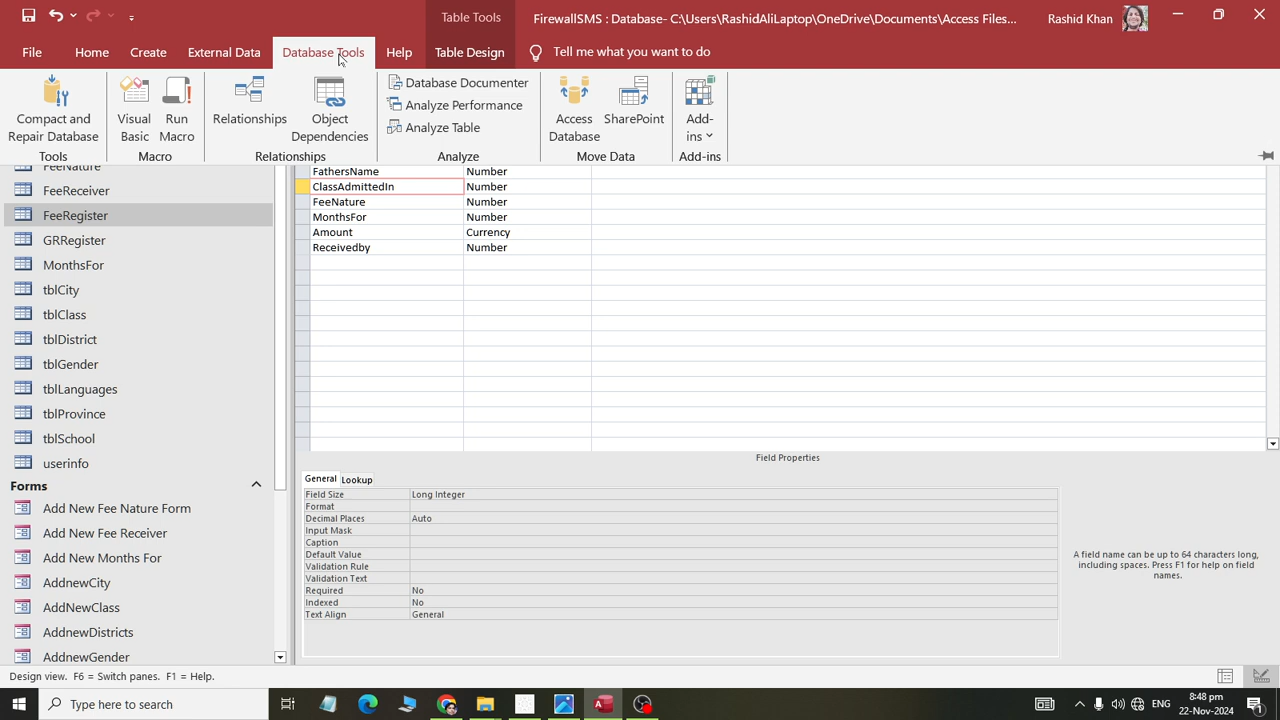 Table Tools
FirewallSMS : Database- C:\Users\RashidAliLaptop\OneDrive\Documents\Access Files...
Rashid Khan
File
Home
Create
External Data
Database Tools
Help
Table Design
Tell me what you want to do
Compact and
Repair Database
Visual
Basic
Run
Macro
Relationships
Object
Dependencies
Database Documenter
Analyze Performance
Analyze Table
Access
Database
SharePoint
Add-
ins
Tools
Macro
Relationships
Analyze
Move Data
Add-ins
FeeNature
FeeReceiver
FeeRegister
GRRegister
MonthsFor
tblCity
tblClass
tblDistrict
tblGender
tblLanguages
tblProvince
tblSchool
userinfo
Forms
Add New Fee Nature Form
Add New Fee Receiver
Add New Months For
AddnewCity
AddNewClass
AddnewDistricts
AddnewGender
FathersName Number
ClassAdmittedIn Number
FeeNature Number
MonthsFor Number
Amount Currency
Receivedby Number
Field Properties
General Lookup
Field Size Long Integer
Format
Decimal Places Auto
Input Mask
Caption
Default Value
Validation Rule
Validation Text
Required No
Indexed No
Text Align General
A field name can be up to 64 characters long,
including spaces. Press F1 for help on field
names.
Design view. F6 = Switch panes. F1 = Help.
Type here to search
ENG
8:48 pm
22-Nov-2024